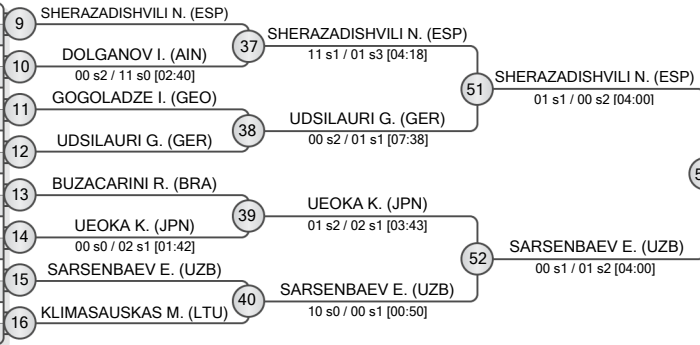 9 SHERAZADISHVILI N. (ESP)
10 DOLGANOV I. (AIN)
00 s2 / 11 s0 [02:40]
11 GOGOLADZE I. (GEO)
12 UDSILAURI G. (GER)
13 BUZACARINI R. (BRA)
14 UEOKA K. (JPN)
00 s0 / 02 s1 [01:42]
15 SARSENBAEV E. (UZB)
16 KLIMASAUSKAS M. (LTU)
37 SHERAZADISHVILI N. (ESP)
11 s1 / 01 s3 [04:18]
38 UDSILAURI G. (GER)
00 s2 / 01 s1 [07:38]
39 UEOKA K. (JPN)
01 s2 / 02 s1 [03:43]
40 SARSENBAEV E. (UZB)
10 s0 / 00 s1 [00:50]
51 SHERAZADISHVILI N. (ESP)
01 s1 / 00 s2 [04:00]
52 SARSENBAEV E. (UZB)
00 s1 / 01 s2 [04:00]